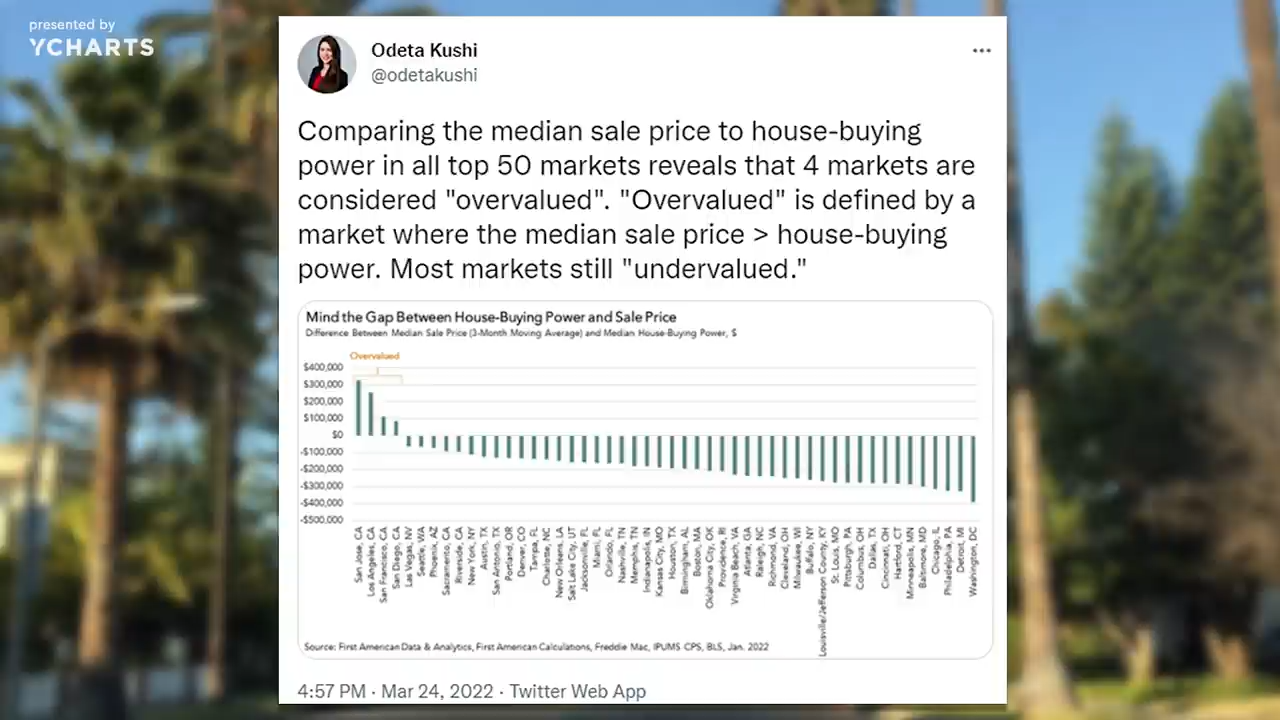 presented by
YCHARTS
Odeta Kushi
@odetakushi
Comparing the median sale price to house-buying
power in all top 50 markets reveals that 4 markets are
considered "overvalued". "Overvalued" is defined by a
market where the median sale price > house-buying
power. Most markets still "undervalued."
Mind the Gap Between House-Buying Power and Sale Price
Difference Between Median Sale Price (3-Month Moving Average) and Median House-Buying Power, $
Overvalued
$400,000
$300,000
$200,000
$100,000
$0
-$100,000
-$200,000
-$300,000
-$400,000
-$500,000
San Jose, CA
Los Angeles, CA
San Francisco, CA
San Diego, CA
Las Vegas, NV
Seattle, WA
Phoenix, AZ
Sacramento, CA
Riverside, CA
New York, NY
Austin, TX
San Antonio, TX
Portland, OR
Denver, CO
Tampa, FL
Charlotte, NC
New Orleans, LA
Salt Lake City, UT
Jacksonville, FL
Miami, FL
Orlando, FL
Nashville, TN
Memphis, TN
Indianapolis, IN
Kansas City, MO
Houston, TX
Birmingham, AL
Boston, MA
Oklahoma City, OK
Providence, RI
Virginia Beach, VA
Atlanta, GA
Raleigh, NC
Richmond, VA
Cleveland, OH
Milwaukee, WI
Buffalo, NY
Louisville/Jefferson County, KY
St. Louis, MO
Pittsburgh, PA
Columbus, OH
Dallas, TX
Cincinnati, OH
Hartford, CT
Minneapolis, MN
Baltimore, MD
Chicago, IL
Philadelphia, PA
Detroit, MI
Washington, DC
Source: First American Data & Analytics, First American Calculations, Freddie Mac, IPUMS CPS, BLS, Jan. 2022
4:57 PM · Mar 24, 2022 · Twitter Web App